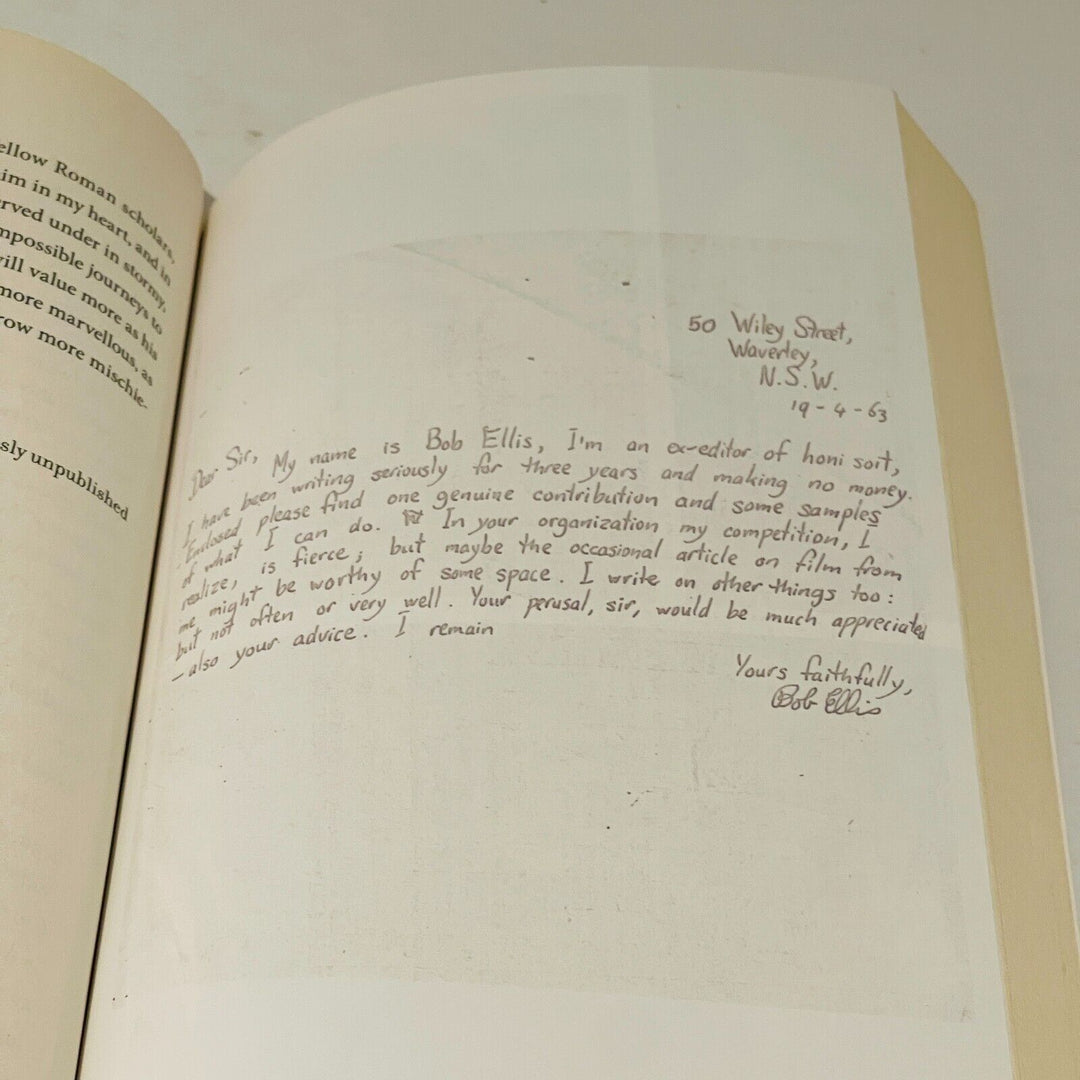 ellow Roman scholars,
im in my heart, and in
rved under in stormy,
mpossible journeys to
will value more as his
more marvellous, as
row more mischie-
sly unpublished
50 Wiley Street,
Waverley,
N.S.W.
19-4-63
Dear Sir, My name is Bob Ellis, I'm an ex-editor of honi soit,
I have been writing seriously for three years and making no money.
Enclosed please find one genuine contribution and some samples
of what I can do. In your organization my competition, I
realize, is fierce; but maybe the occasional article on film from
me might be worthy of some space. I write on other things too:
but not often or very well. Your perusal, sir, would be much appreciated
- also your advice. I remain
Yours faithfully,
Bob Ellis